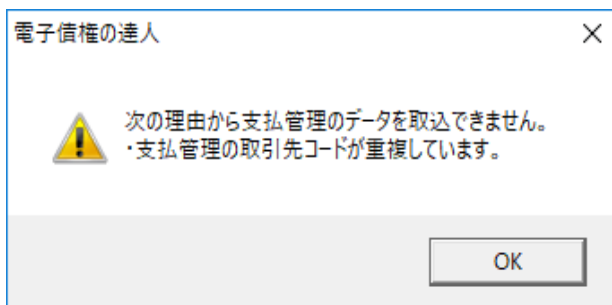 電子債権の達人
次の理由から支払管理のデータを取込できません。
・支払管理の取引先コードが重複しています。
OK